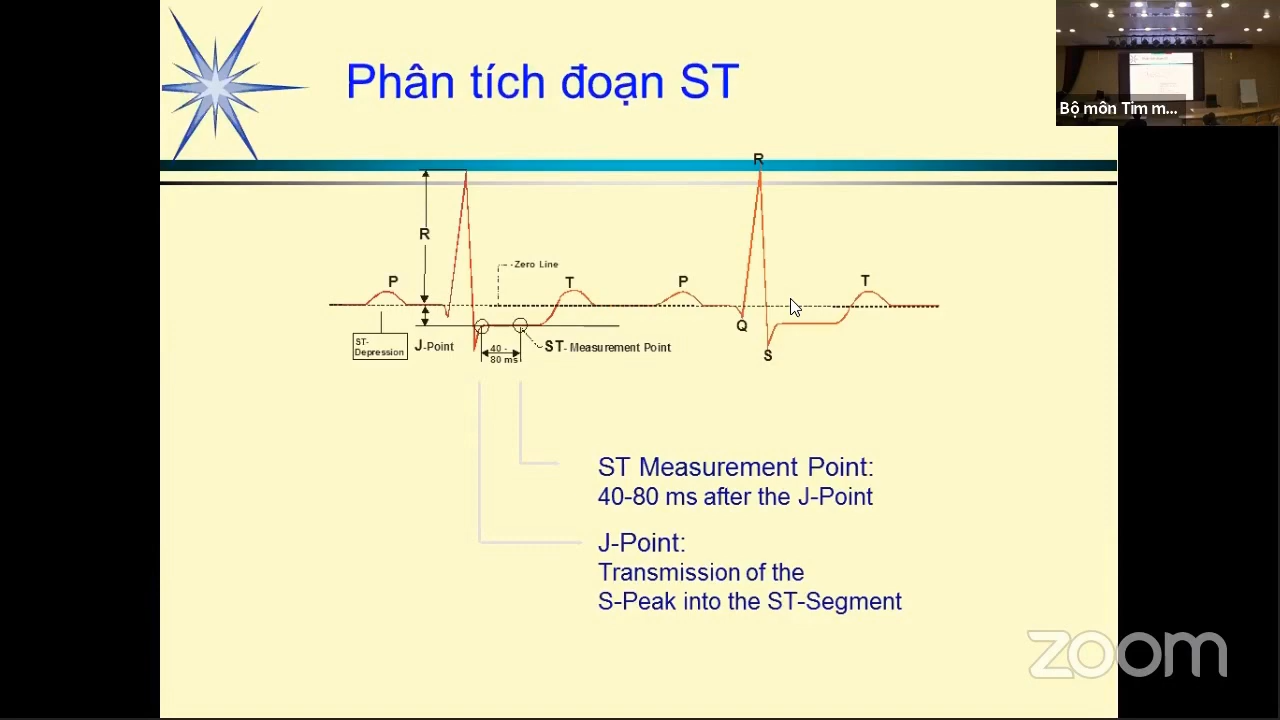 Phân tích đoạn ST
Bộ môn Tim m...
R
R
P
Zero Line
T
P
T
Q
S
ST-
Depression
J-Point
40 -
80 ms
ST- Measurement Point
ST Measurement Point:
40-80 ms after the J-Point
J-Point:
Transmission of the
S-Peak into the ST-Segment
zoom